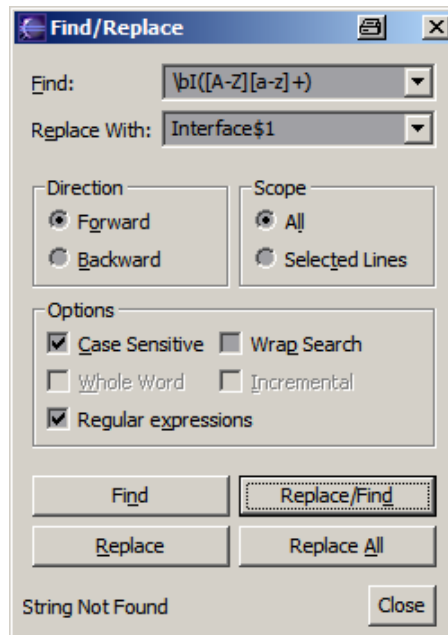 Find/Replace
Find: \bI([A-Z][a-z]+)
Replace With: Interface$1
Direction Scope
Forward All
Backward Selected Lines
Options
Case Sensitive Wrap Search
Whole Word Incremental
Regular expressions
Find Replace/Find
Replace Replace All
String Not Found Close